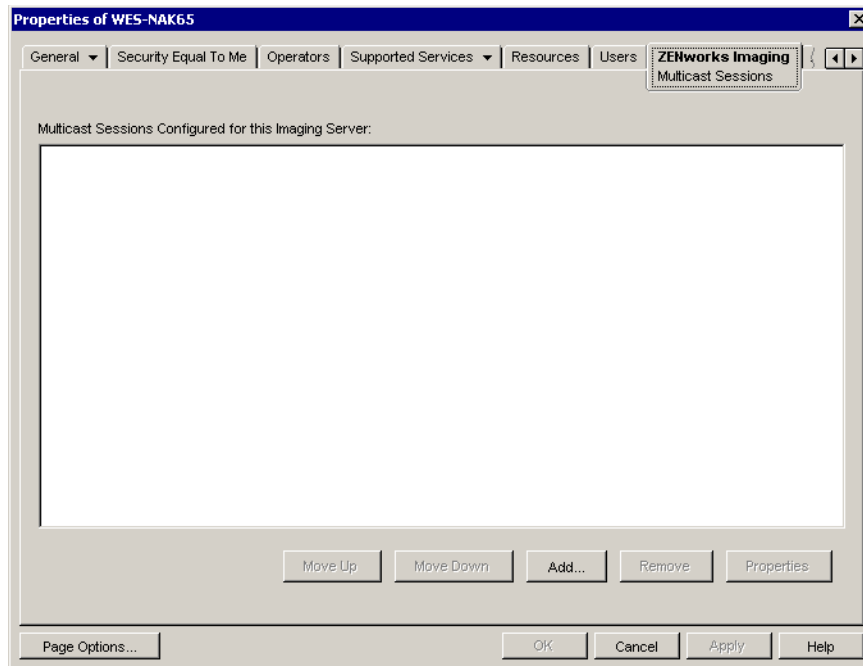 Properties of WES-NAK65
General Security Equal To Me Operators Supported Services Resources Users ZENworks Imaging
Multicast Sessions
Multicast Sessions Configured for this Imaging Server:
Move Up Move Down Add... Remove Properties
Page Options... OK Cancel Apply Help